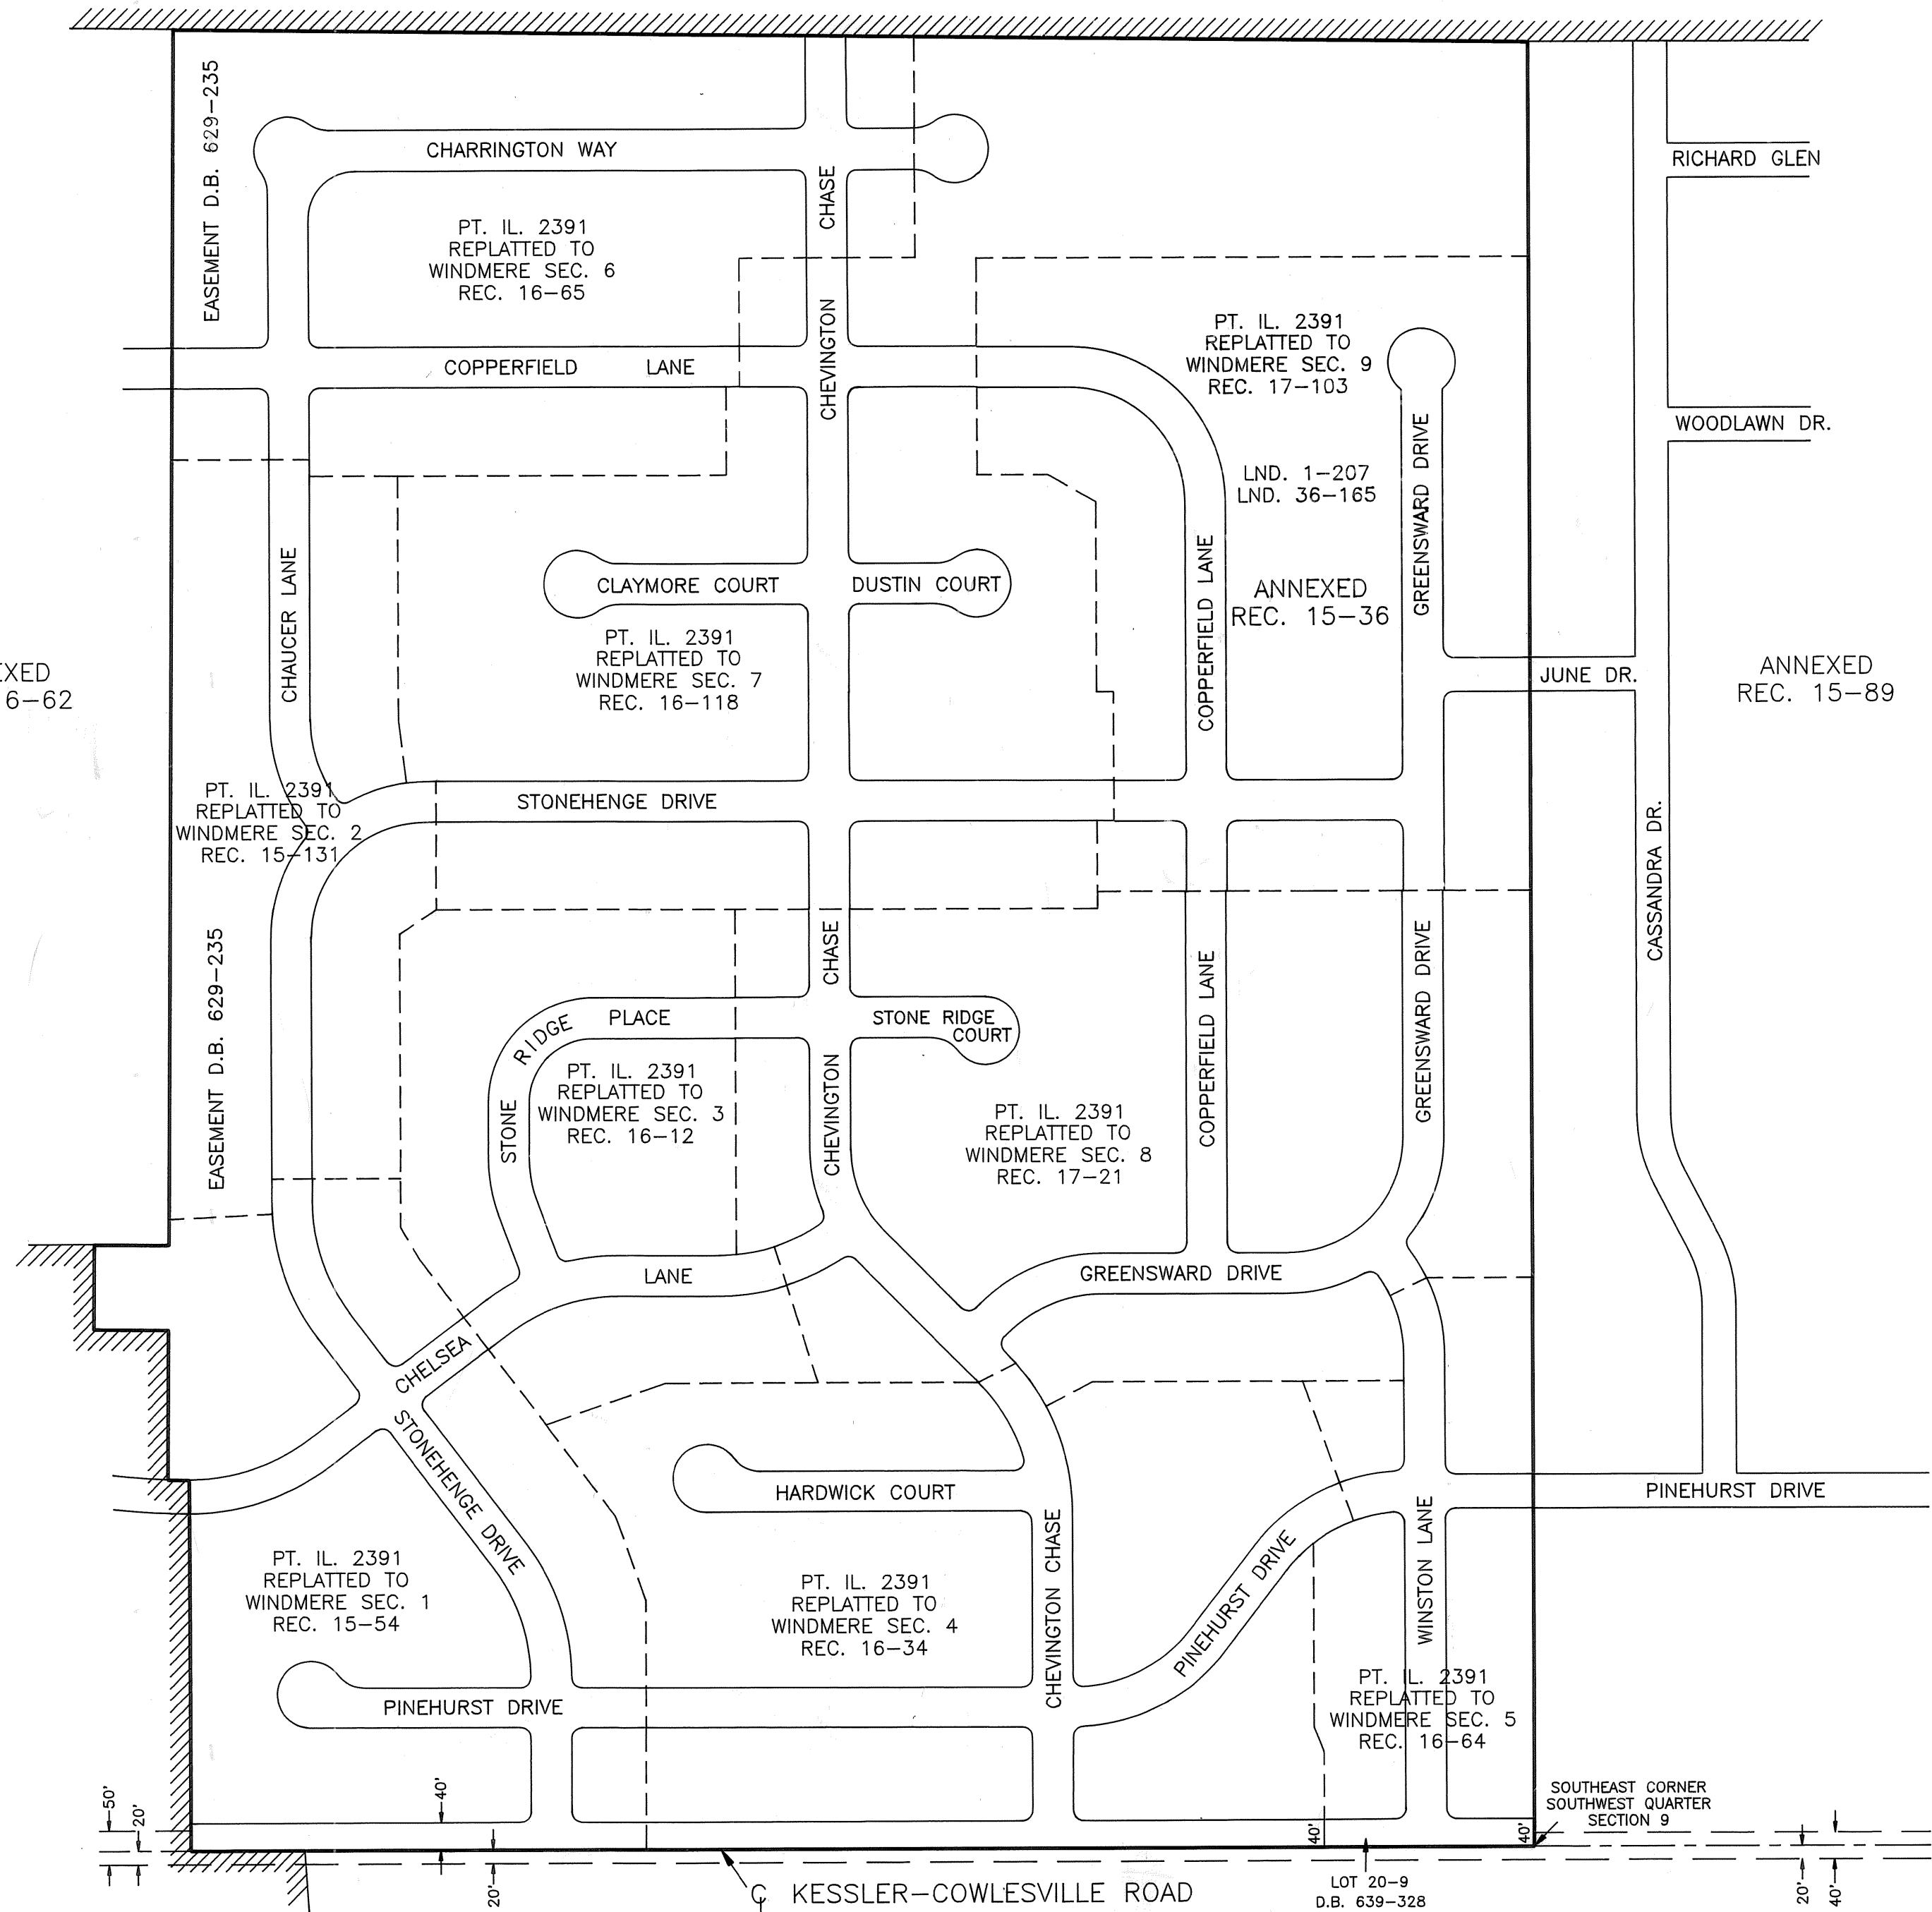 EASEMENT D.B. 629-235
CHARRINGTON WAY
CHASE
RICHARD GLEN
PT. IL. 2391
REPLATTED TO
WINDMERE SEC. 6
REC. 16-65
CHEVINGTON
COPPERFIELD LANE
PT. IL. 2391
REPLATTED TO
WINDMERE SEC. 9
REC. 17-103
WOODLAWN DR.
GREENSWARD DRIVE
LND. 1-207
LND. 36-165
CHAUCER LANE
CLAYMORE COURT
DUSTIN COURT
COPPERFIELD LANE
ANNEXED
REC. 15-36
PT. IL. 2391
REPLATTED TO
WINDMERE SEC. 7
REC. 16-118
EXED
6-62
JUNE DR.
ANNEXED
REC. 15-89
PT. IL. 2391
REPLATTED TO
WINDMERE SEC. 2
REC. 15-131
STONEHENGE DRIVE
CASSANDRA DR.
EASEMENT D.B. 629-235
CHASE
COPPERFIELD LANE
GREENSWARD DRIVE
STONE RIDGE PLACE
STONE RIDGE
COURT
CHEVINGTON
PT. IL. 2391
REPLATTED TO
WINDMERE SEC. 3
REC. 16-12
PT. IL. 2391
REPLATTED TO
WINDMERE SEC. 8
REC. 17-21
CHELSEA LANE
GREENSWARD DRIVE
STONEHENGE DRIVE
HARDWICK COURT
PINEHURST DRIVE
CHEVINGTON CHASE
PINEHURST DRIVE
WINSTON LANE
PT. IL. 2391
REPLATTED TO
WINDMERE SEC. 1
REC. 15-54
PT. IL. 2391
REPLATTED TO
WINDMERE SEC. 4
REC. 16-34
PT. IL. 2391
REPLATTED TO
WINDMERE SEC. 5
REC. 16-64
PINEHURST DRIVE
SOUTHEAST CORNER
SOUTHWEST QUARTER
SECTION 9
50'
20'
40'
20'
40'
40'
20'
40'
℄ KESSLER-COWLESVILLE ROAD
LOT 20-9
D.B. 639-328